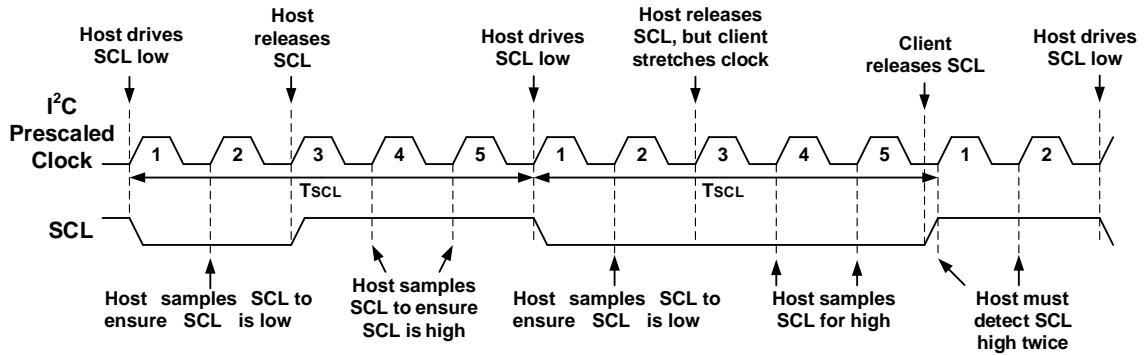 Host drives
SCL low
Host
releases
SCL
Host drives
SCL low
Host releases
SCL, but client
stretches clock
Client
releases SCL
Host drives
SCL low
I²C
Prescaled
Clock
1 2 3 4 5 1 2 3 4 5 1 2
TSCL TSCL
SCL
Host samples SCL to
ensure SCL is low
Host samples
SCL to ensure
SCL is high
Host samples SCL to
ensure SCL is low
Host samples
SCL for high
Host must
detect SCL
high twice